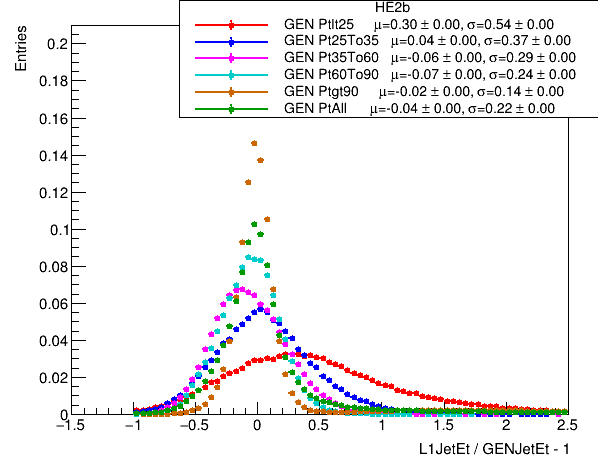 HE2b
GEN Ptlt25 μ=0.30 ± 0.00, σ=0.54 ± 0.00
GEN Pt25To35 μ=0.04 ± 0.00, σ=0.37 ± 0.00
GEN Pt35To60 μ=-0.06 ± 0.00, σ=0.29 ± 0.00
GEN Pt60To90 μ=-0.07 ± 0.00, σ=0.24 ± 0.00
GEN Ptgt90 μ=-0.02 ± 0.00, σ=0.14 ± 0.00
GEN PtAll μ=-0.04 ± 0.00, σ=0.22 ± 0.00
Entries
0.2
0.18
0.16
0.14
0.12
0.1
0.08
0.06
0.04
0.02
0
−1.5 −1 −0.5 0 0.5 1 1.5 2 2.5
L1JetEt / GENJetEt - 1